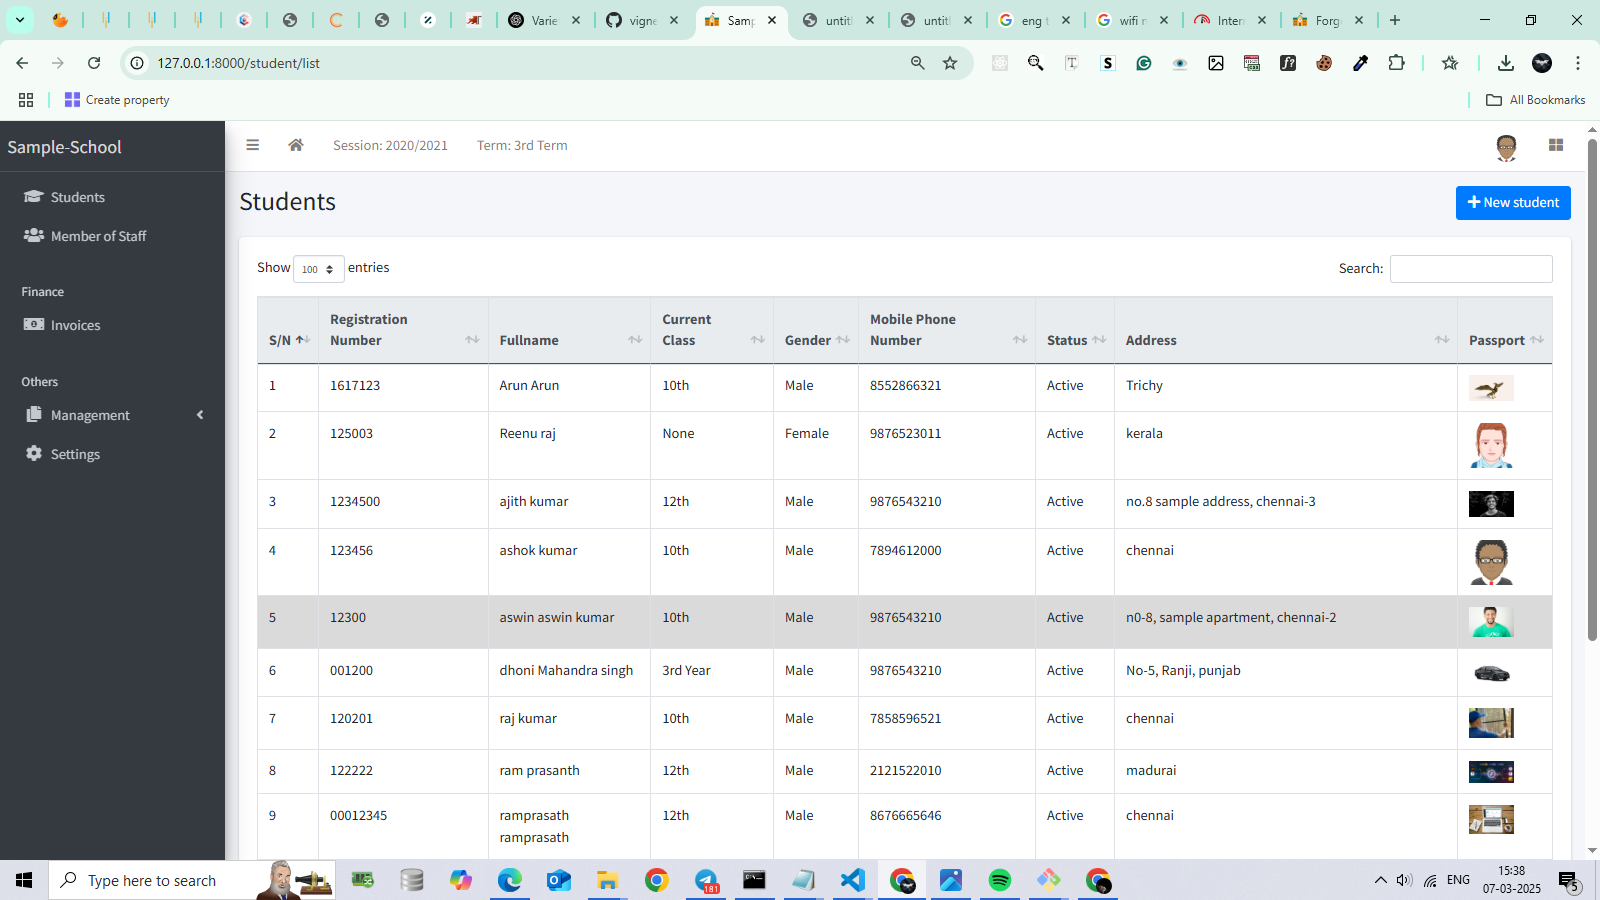 Varie
vigne
Samp
untitl
untitl
eng t
wifi n
Inter
Forg
127.0.0.1:8000/student/list
Create property
All Bookmarks
Sample-School
Session: 2020/2021
Term: 3rd Term
Students
Member of Staff
Finance
Invoices
Others
Management
Settings
Students
New student
Show 100 entries
Search:
S/N Registration Number Fullname Current Class Gender Mobile Phone Number Status Address Passport
1 1617123 Arun Arun 10th Male 8552866321 Active Trichy
2 125003 Reenu raj None Female 9876523011 Active kerala
3 1234500 ajith kumar 12th Male 9876543210 Active no.8 sample address, chennai-3
4 123456 ashok kumar 10th Male 7894612000 Active chennai
5 12300 aswin aswin kumar 10th Male 9876543210 Active n0-8, sample apartment, chennai-2
6 001200 dhoni Mahandra singh 3rd Year Male 9876543210 Active No-5, Ranji, punjab
7 120201 raj kumar 10th Male 7858596521 Active chennai
8 122222 ram prasanth 12th Male 2121522010 Active madurai
9 00012345 ramprasath ramprasath 12th Male 8676665646 Active chennai
Type here to search
181
ENG
15:38
07-03-2025
5